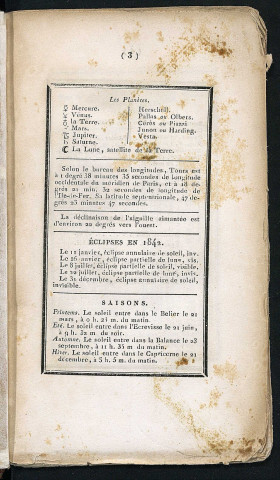 ( 3 )
Les Planètes.
Mercure. Herschell.
Vénus. Pallas ou Olbers.
la Terre. Cérès ou Piazzi.
Mars. Junon ou Harding.
Jupiter. Vesta.
Saturne.
La Lune, satellite de la Terre.
Selon le bureau des longitudes, Tours est
à 1 degré 38 minutes 35 secondes de longitude
occidentale du méridien de Paris, et à 18 de-
grés 21 min. 32 secondes de longitude de
l'Ile-de-Fer. Sa latitude septentrionale, 47 de-
grés 23 minutes 47 secondes.
La déclinaison de l'aiguille aimantée est
d'environ 22 degrés vers l'ouest.
ÉCLIPSES EN 1842.
Le 11 janvier, éclipse annulaire de soleil, inv.
Le 26 janvier, éclipse partielle de lune, vis.
Le 8 juillet, éclipse partielle de soleil, visible.
Le 22 juillet, éclipse partielle de lune, invis.
Le 31 décembre, éclipse annulaire de soleil,
invisible.
SAISONS.
Printems. Le soleil entre dans le Belier le 21
mars, à 0 h. 21 m. du matin.
Eté. Le soleil entre dans l'Ecrevisse le 21 juin,
à 9 h. 32 m. du soir.
Automne. Le soleil entre dans la Balance le 23
septembre, à 11 h. 35 m. du matin.
Hiver. Le soleil entre dans le Capricorne le 21
décembre, à 5 h. 5 m. du matin.